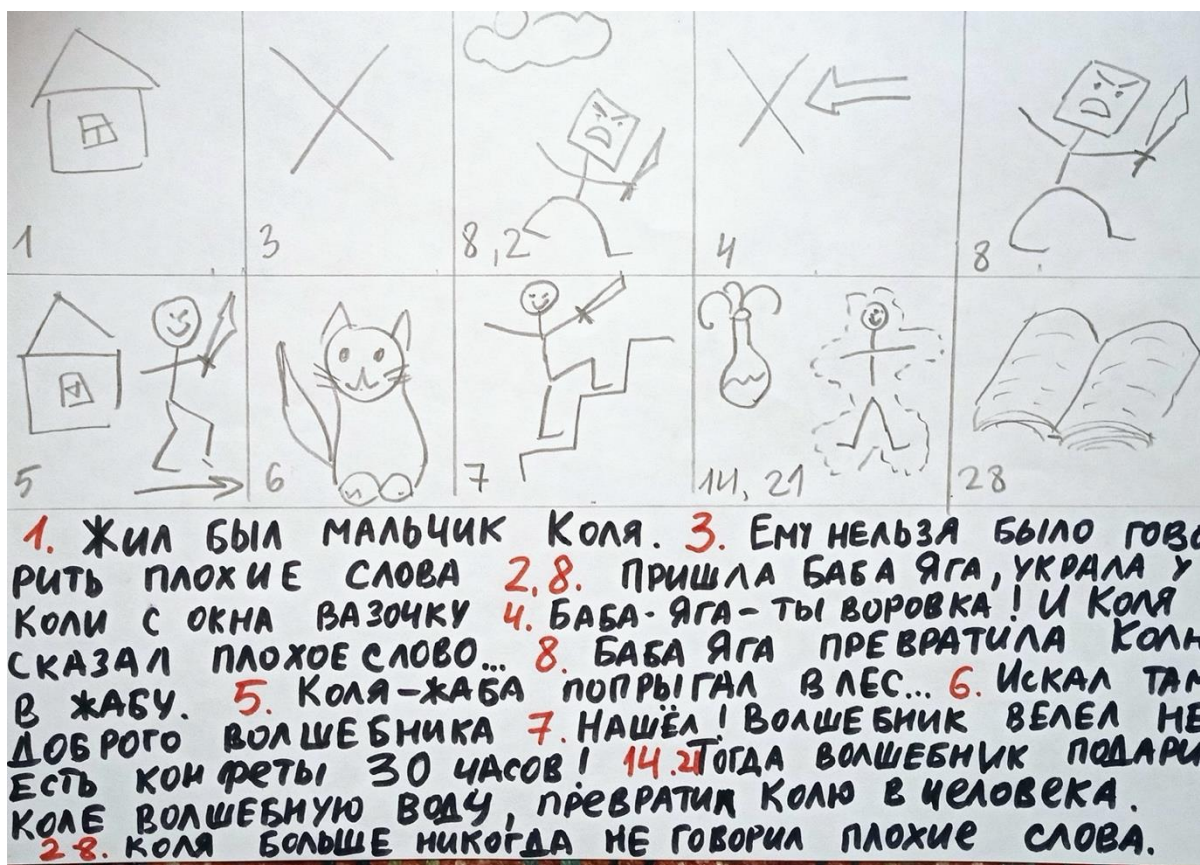 1
3
8,2
4
8
5
6
7
14, 21
28
1. Жил был мальчик Коля. 3. Ему нельзя было гово
рить плохие слова 2,8. Пришла Баба Яга, украла у
Коли с окна вазочку 4. Баба-Яга-ты воровка! И Коля
сказал плохое слово... 8. Баба Яга превратила Колю
в жабу. 5. Коля-жаба попрыгал в лес... 6. Искал там
доброго волшебника 7. Нашёл! Волшебник велел не
есть конфеты 30 часов! 14.21 Тогда волшебник подари
Коле волшебную воду, превратил Колю в человека.
28. Коля больше никогда не говорил плохие слова.